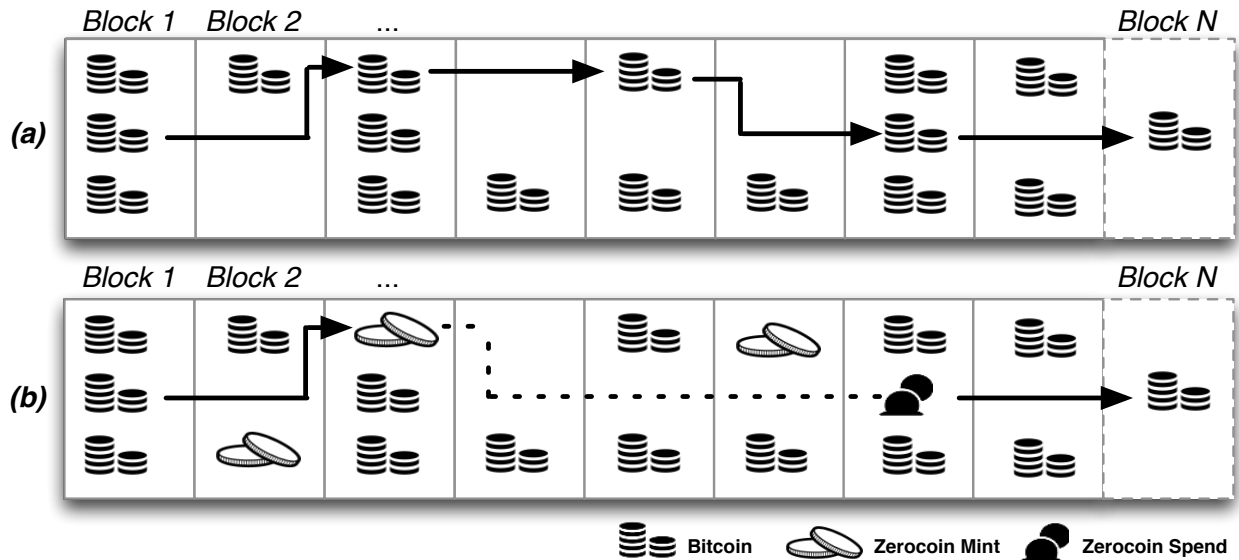 Block 1 Block 2 ... Block N
(a)
Block 1 Block 2 ... Block N
(b)
Bitcoin Zerocoin Mint Zerocoin Spend